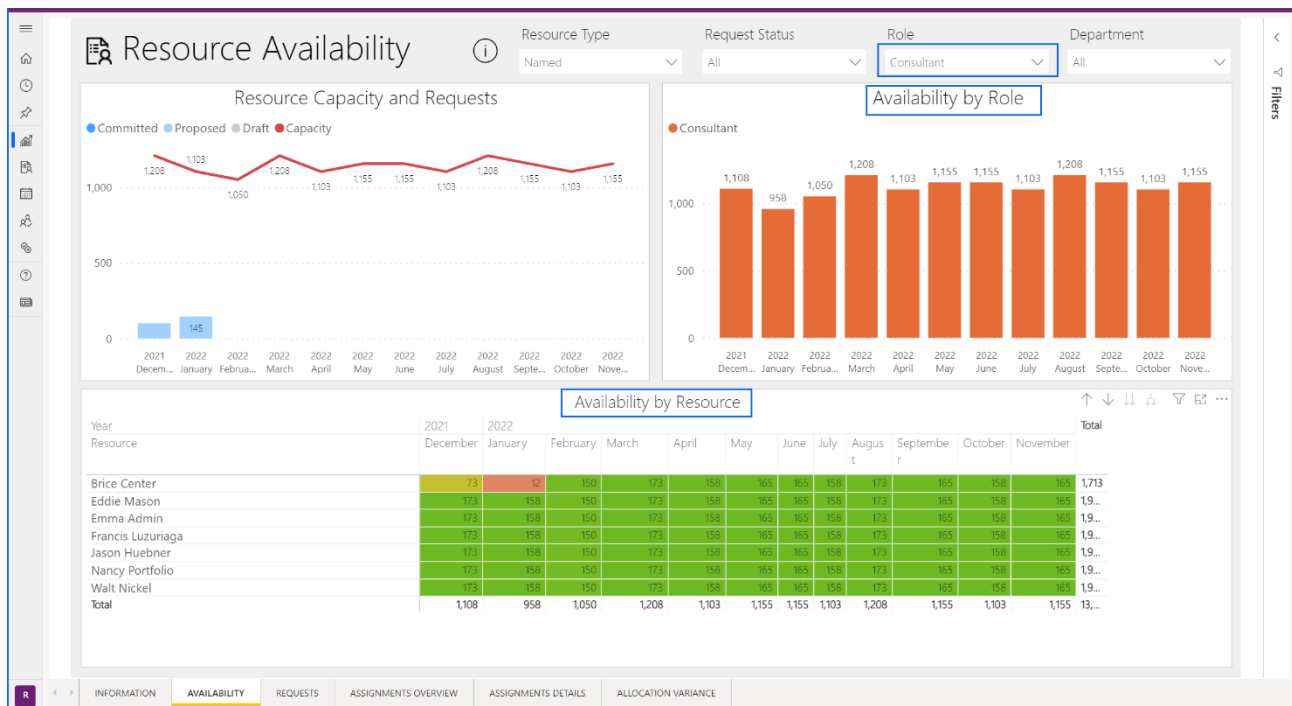 Resource Availability
Resource Type
Named
Request Status
All
Role
Consultant
Department
All
Filters
Resource Capacity and Requests
Committed Proposed Draft Capacity
1,208 1,103 1,050 1,208 1,103 1,155 1,155 1,103 1,208 1,155 1,103 1,155
1,000
500
145
0
2021 2022 2022 2022 2022 2022 2022 2022 2022 2022 2022 2022
Decem... January Februa... March April May June July August Septe... October Nove...
Availability by Role
Consultant
1,108 958 1,050 1,208 1,103 1,155 1,155 1,103 1,208 1,155 1,103 1,155
1,000
500
0
2021 2022 2022 2022 2022 2022 2022 2022 2022 2022 2022 2022
Decem... January Februa... March April May June July August Septe... October Nove...
Availability by Resource
Year 2021 2022 Total
Resource December January February March April May June July Augus Septembe October November
t r
Brice Center 73 12 150 173 158 165 165 158 173 165 158 165 1,713
Eddie Mason 173 158 150 173 158 165 165 158 173 165 158 165 1,9...
Emma Admin 173 158 150 173 158 165 165 158 173 165 158 165 1,9...
Francis Luzuriaga 173 158 150 173 158 165 165 158 173 165 158 165 1,9...
Jason Huebner 173 158 150 173 158 165 165 158 173 165 158 165 1,9...
Nancy Portfolio 173 158 150 173 158 165 165 158 173 165 158 165 1,9...
Walt Nickel 173 158 150 173 158 165 165 158 173 165 158 165 1,9...
Total 1,108 958 1,050 1,208 1,103 1,155 1,155 1,103 1,208 1,155 1,103 1,155 13,...
R
INFORMATION AVAILABILITY REQUESTS ASSIGNMENTS OVERVIEW ASSIGNMENTS DETAILS ALLOCATION VARIANCE